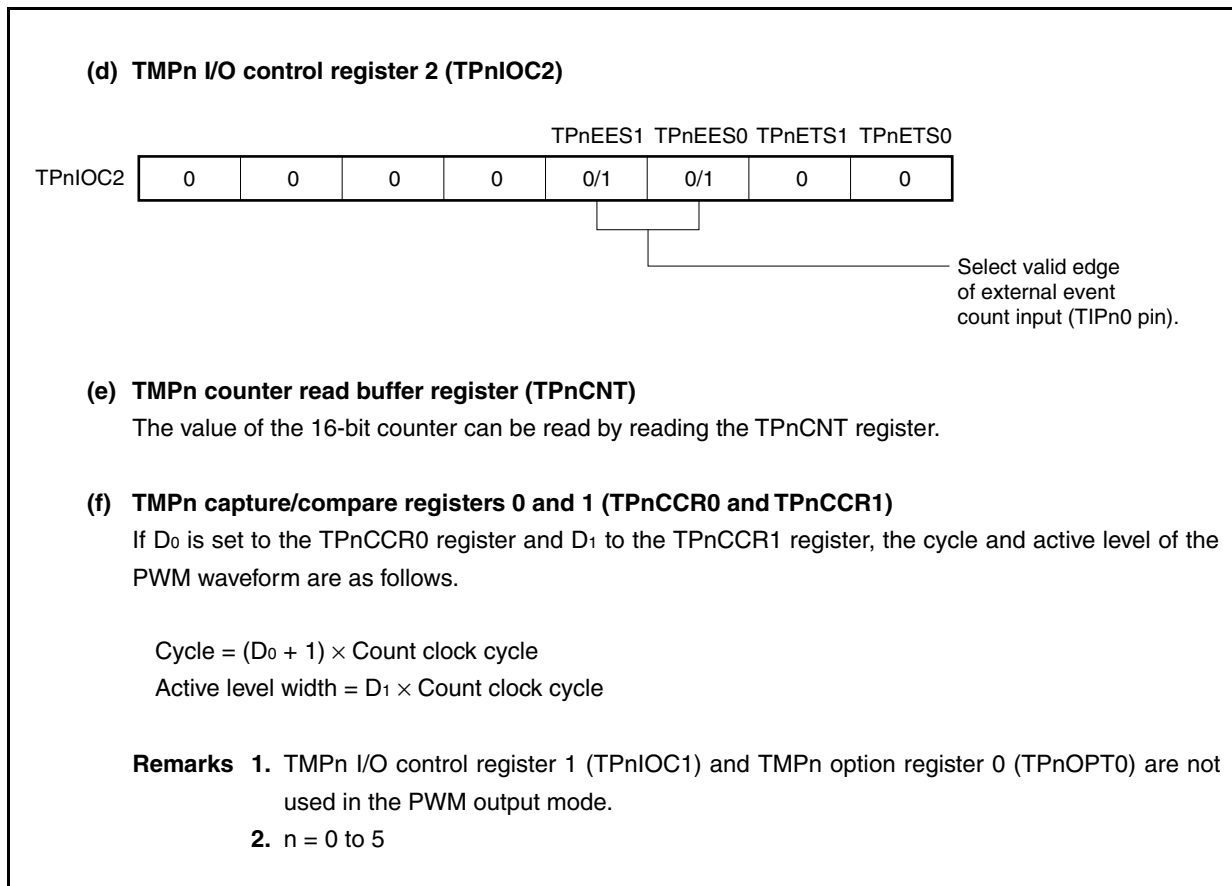 (d) TMPn I/O control register 2 (TPnIOC2)
TPnEES1 TPnEES0 TPnETS1 TPnETS0
TPnIOC2 0 0 0 0 0/1 0/1 0 0
Select valid edge
of external event
count input (TIPn0 pin).
(e) TMPn counter read buffer register (TPnCNT)
The value of the 16-bit counter can be read by reading the TPnCNT register.
(f) TMPn capture/compare registers 0 and 1 (TPnCCR0 and TPnCCR1)
If D0 is set to the TPnCCR0 register and D1 to the TPnCCR1 register, the cycle and active level of the
PWM waveform are as follows.
Cycle = (D0 + 1) × Count clock cycle
Active level width = D1 × Count clock cycle
Remarks 1. TMPn I/O control register 1 (TPnIOC1) and TMPn option register 0 (TPnOPT0) are not
used in the PWM output mode.
2. n = 0 to 5